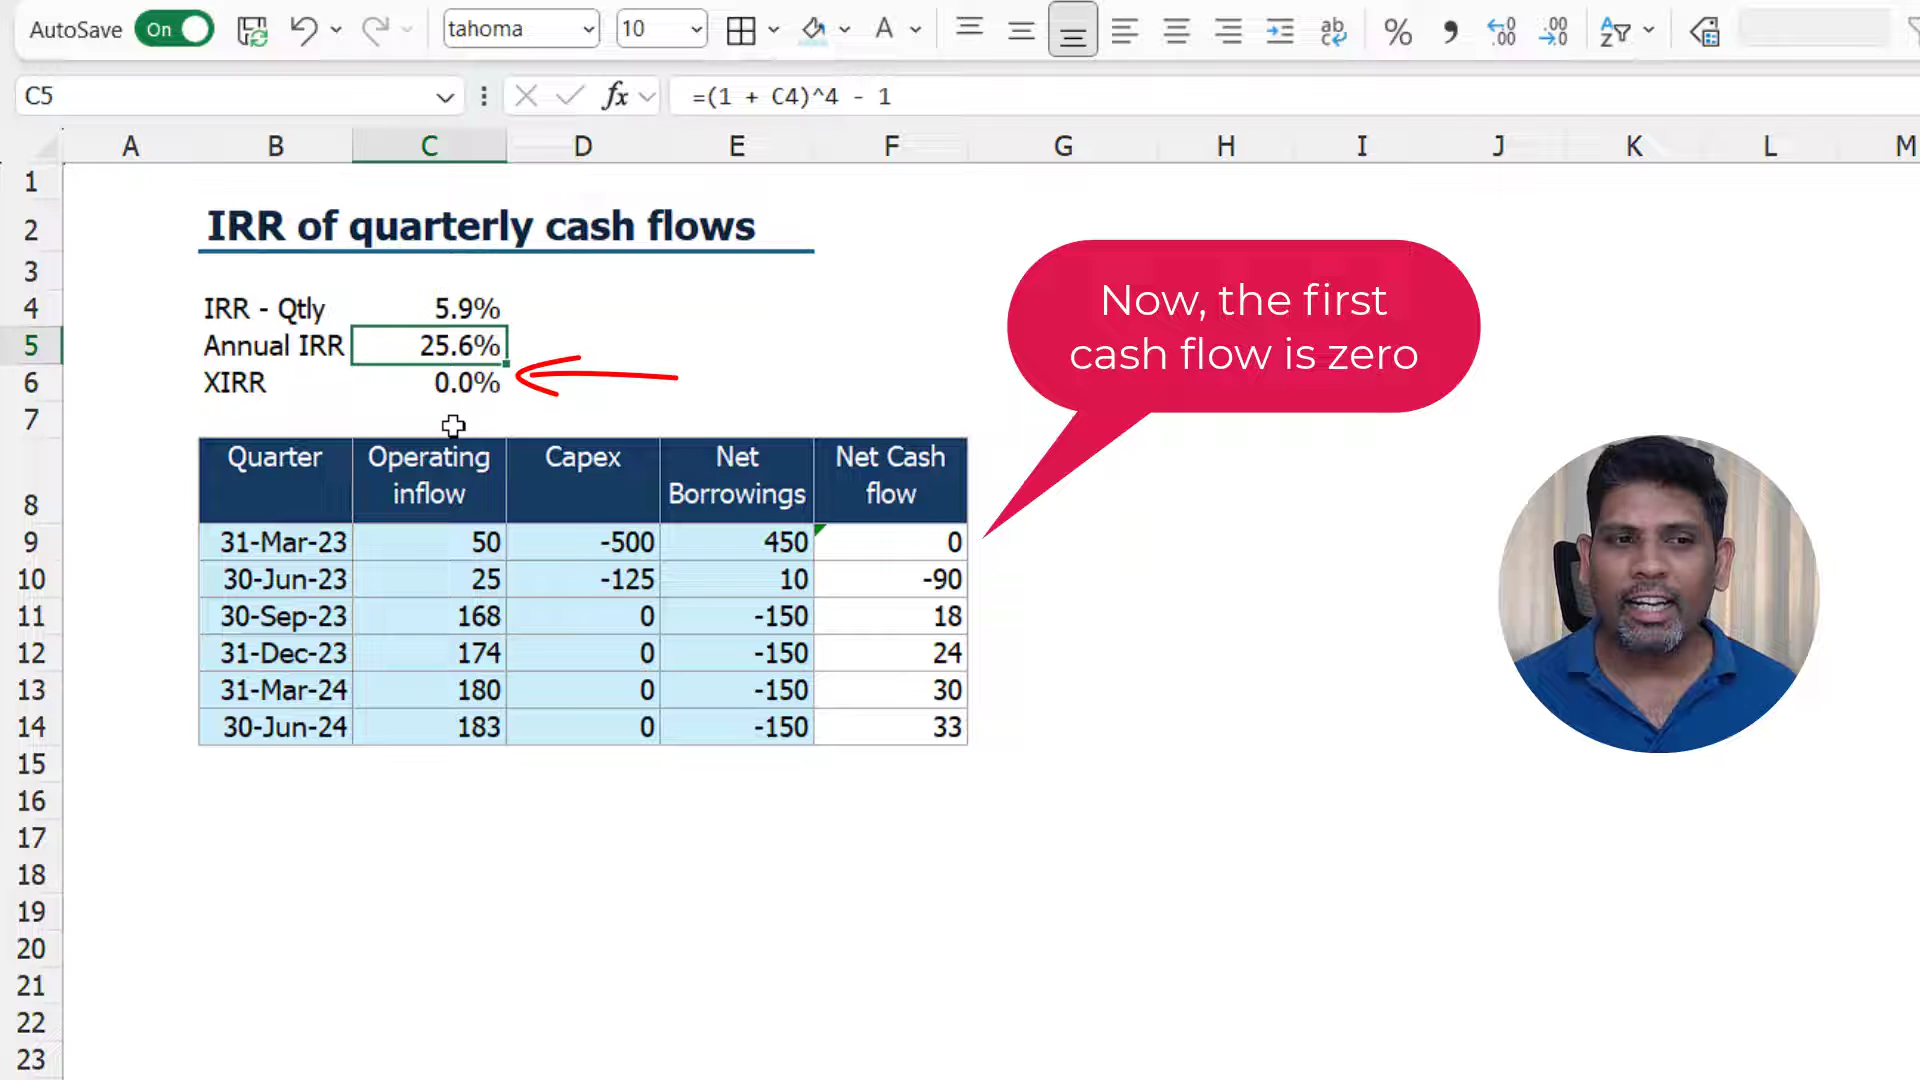 AutoSave On tahoma 10
C5 fx =(1 + C4)^4 - 1
A B C D E F G H I J K L M
1
2 IRR of quarterly cash flows
3
4 IRR - Qtly 5.9%
5 Annual IRR 25.6%
6 XIRR 0.0%
7
Now, the first
cash flow is zero
Quarter Operating Capex Net Net Cash
8 inflow Borrowings flow
9 31-Mar-23 50 -500 450 0
10 30-Jun-23 25 -125 10 -90
11 30-Sep-23 168 0 -150 18
12 31-Dec-23 174 0 -150 24
13 31-Mar-24 180 0 -150 30
14 30-Jun-24 183 0 -150 33
15
16
17
18
19
20
21
22
23